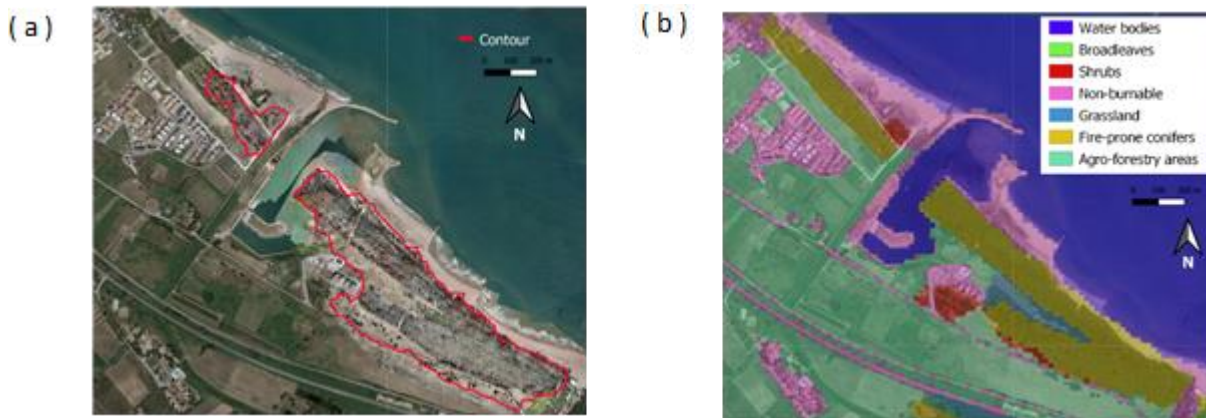 ( a )
Contour
N
( b )
Water bodies
Broadleaves
Shrubs
Non-burnable
Grassland
Fire-prone conifers
Agro-forestry areas
N